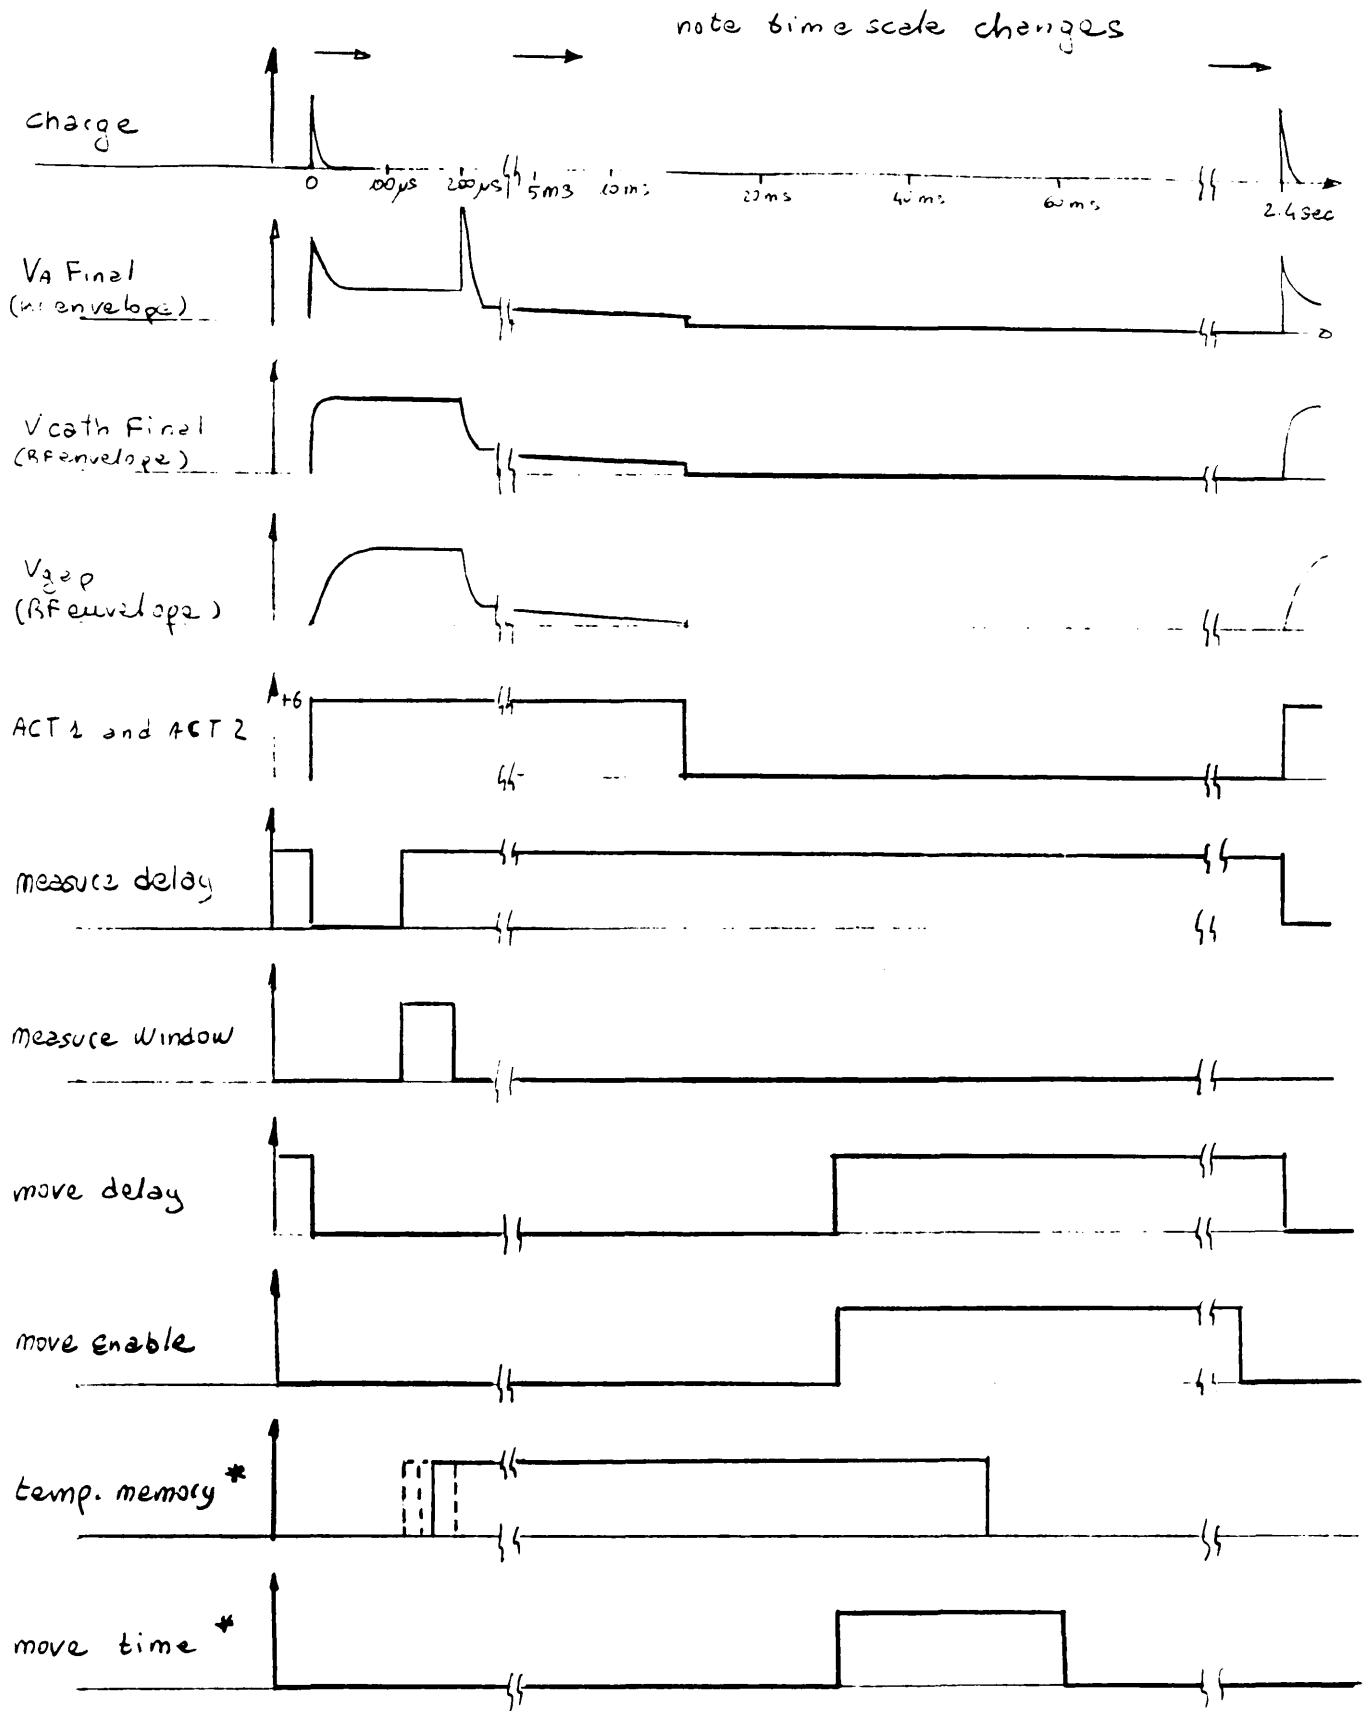 note time scale changes
charge
0 100µs 200µs 5ms 10ms 20ms 40ms 60ms 2.4sec
VA Final
( envelope)
0
Vcath Final
(RF envelope)
Vgap
(RF envelope)
+6
ACT 1 and ACT 2
measure delay
measure window
move delay
move enable
temp. memory *
move time *